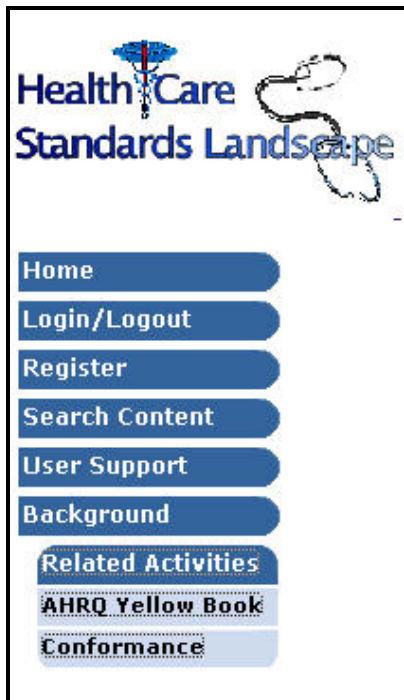 Health Care
Standards Landscape
Home
Login/Logout
Register
Search Content
User Support
Background
Related Activities
AHRQ Yellow Book
Conformance